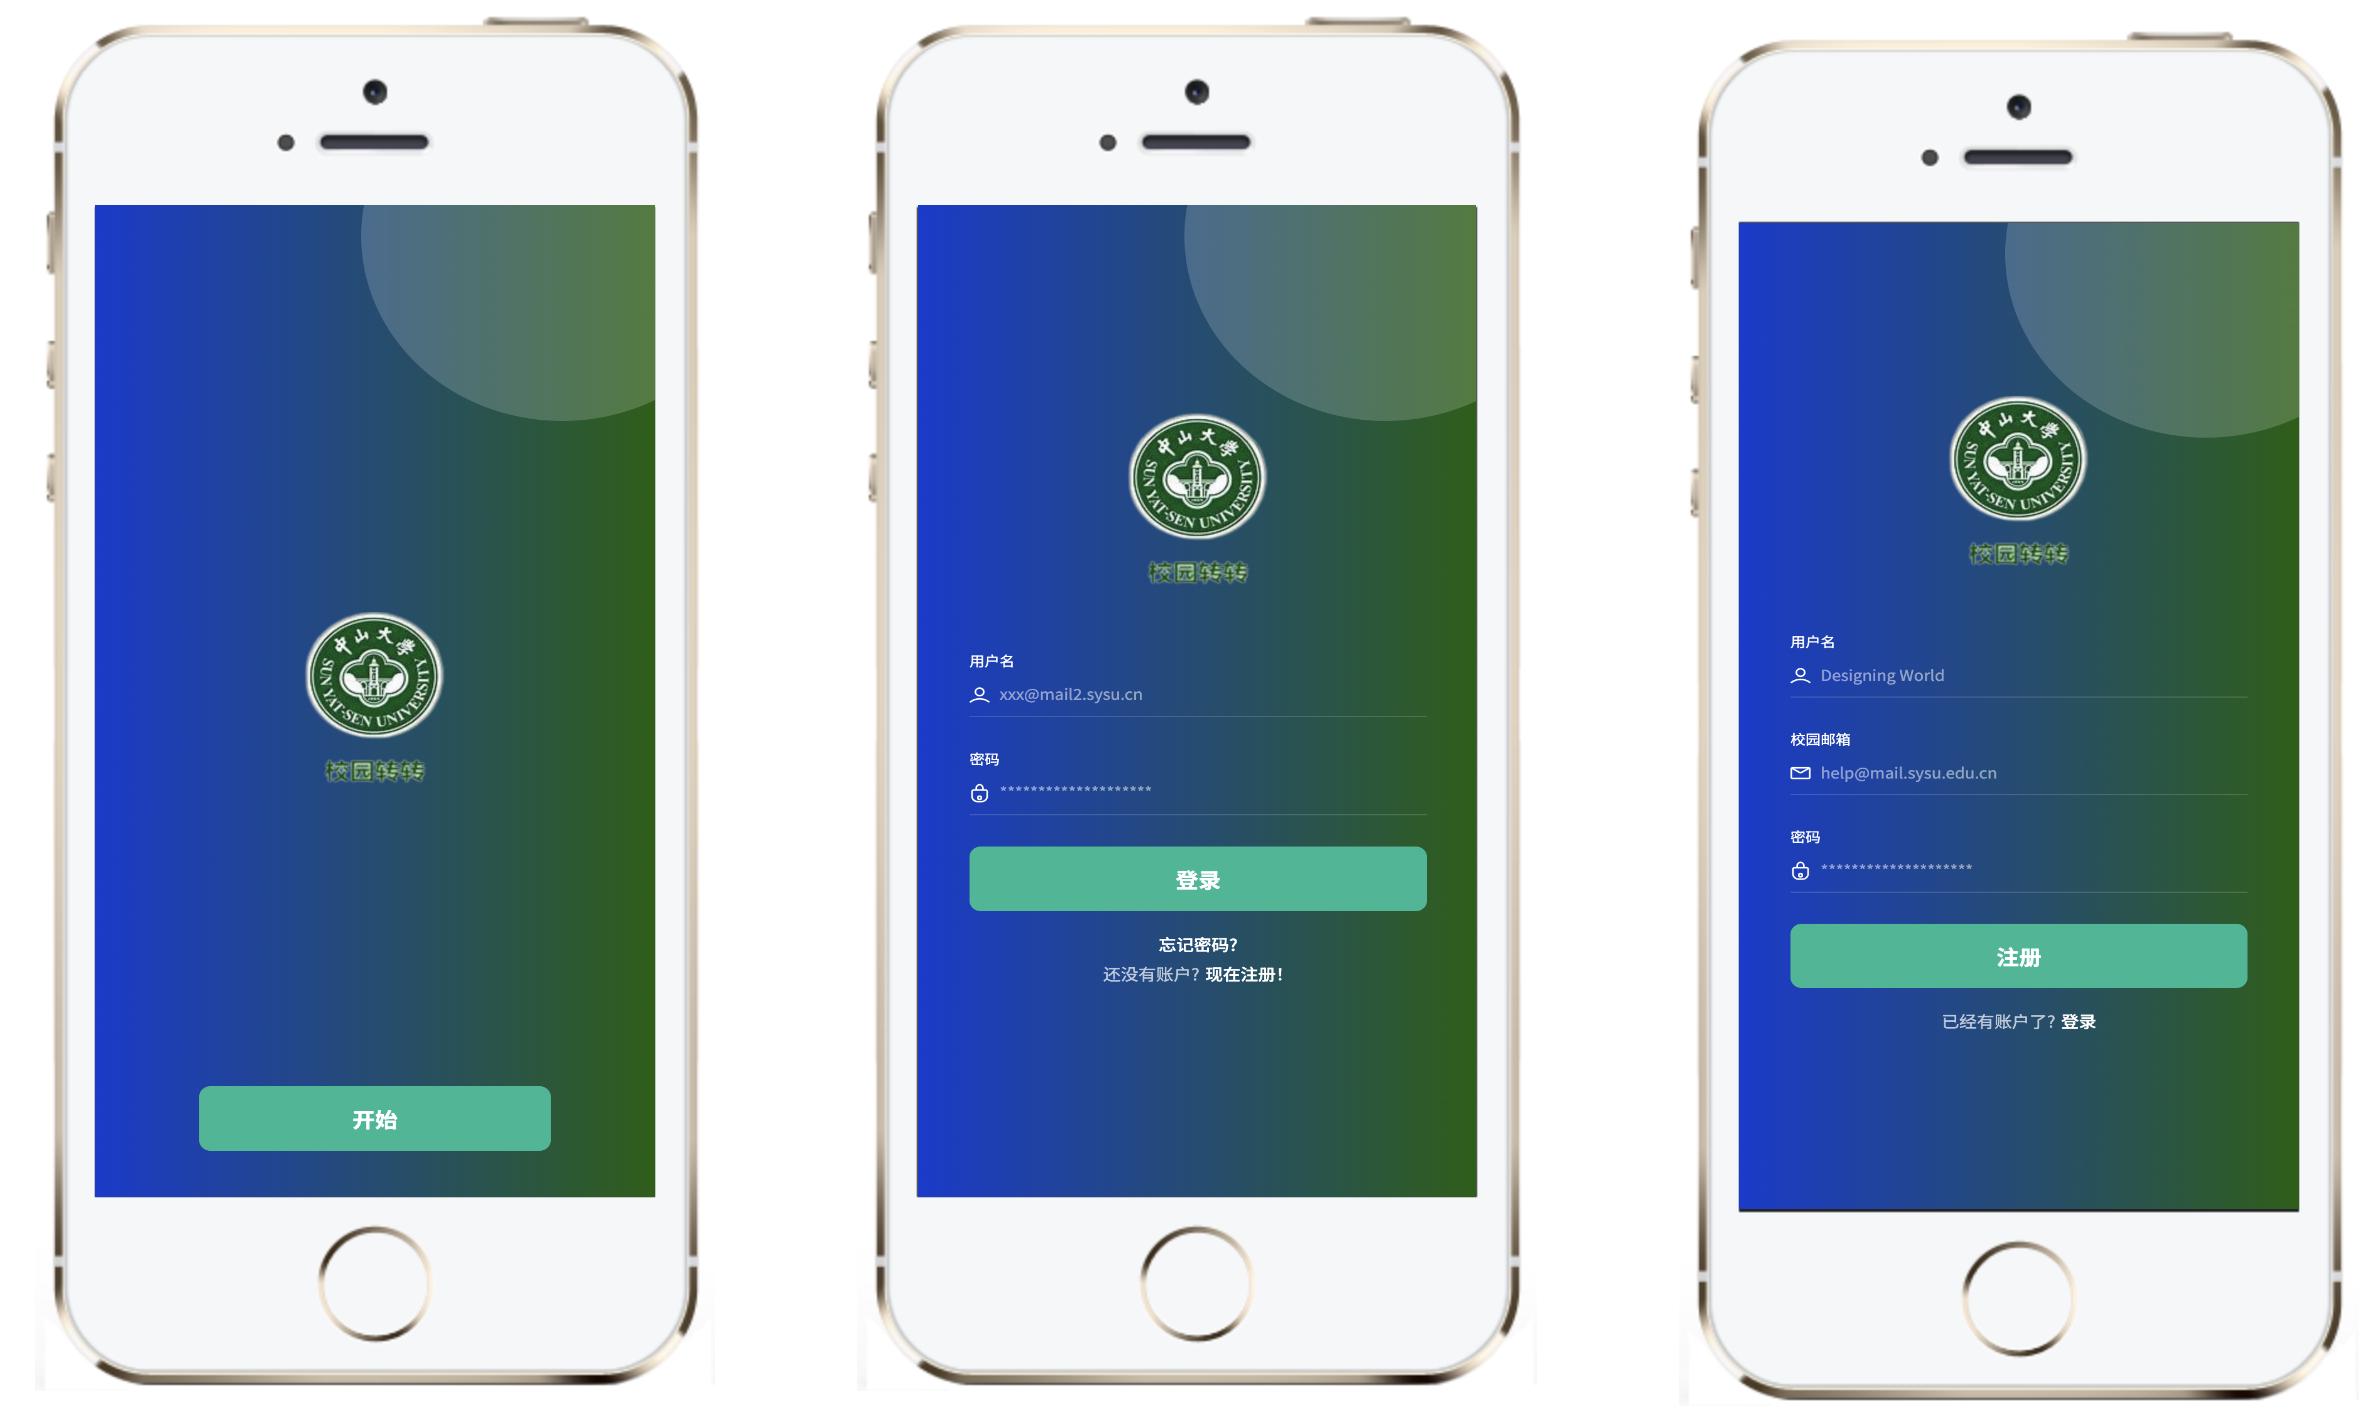 中山大学
SUN YAT-SEN UNIVERSITY
校园转转
开始
中山大学
SUN YAT-SEN UNIVERSITY
校园转转
用户名
xxx@mail2.sysu.cn
密码
********************
登录
忘记密码?
还没有账户? 现在注册!
中山大学
SUN YAT-SEN UNIVERSITY
校园转转
用户名
Designing World
校园邮箱
help@mail.sysu.edu.cn
密码
********************
注册
已经有账户了? 登录